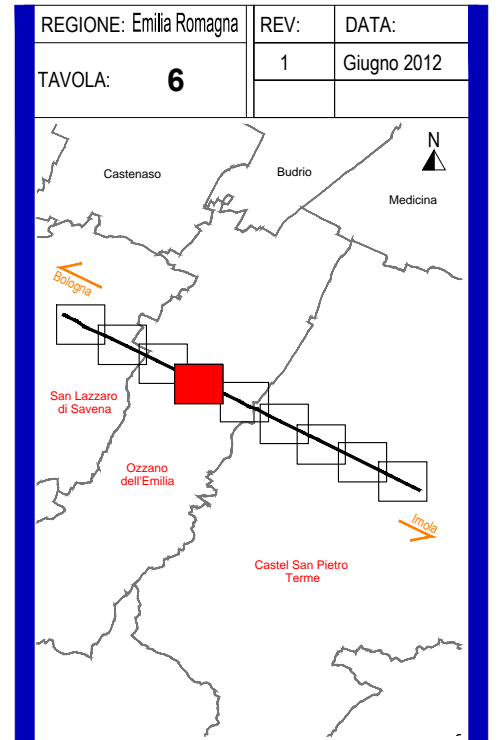 REGIONE: Emilia Romagna
REV:
DATA:
TAVOLA: 6
1
Giugno 2012
N
Castenaso
Budrio
Medicina
Bologna
San Lazzaro
di Savena
Ozzano
dell'Emilia
Imola
Castel San Pietro
Terme